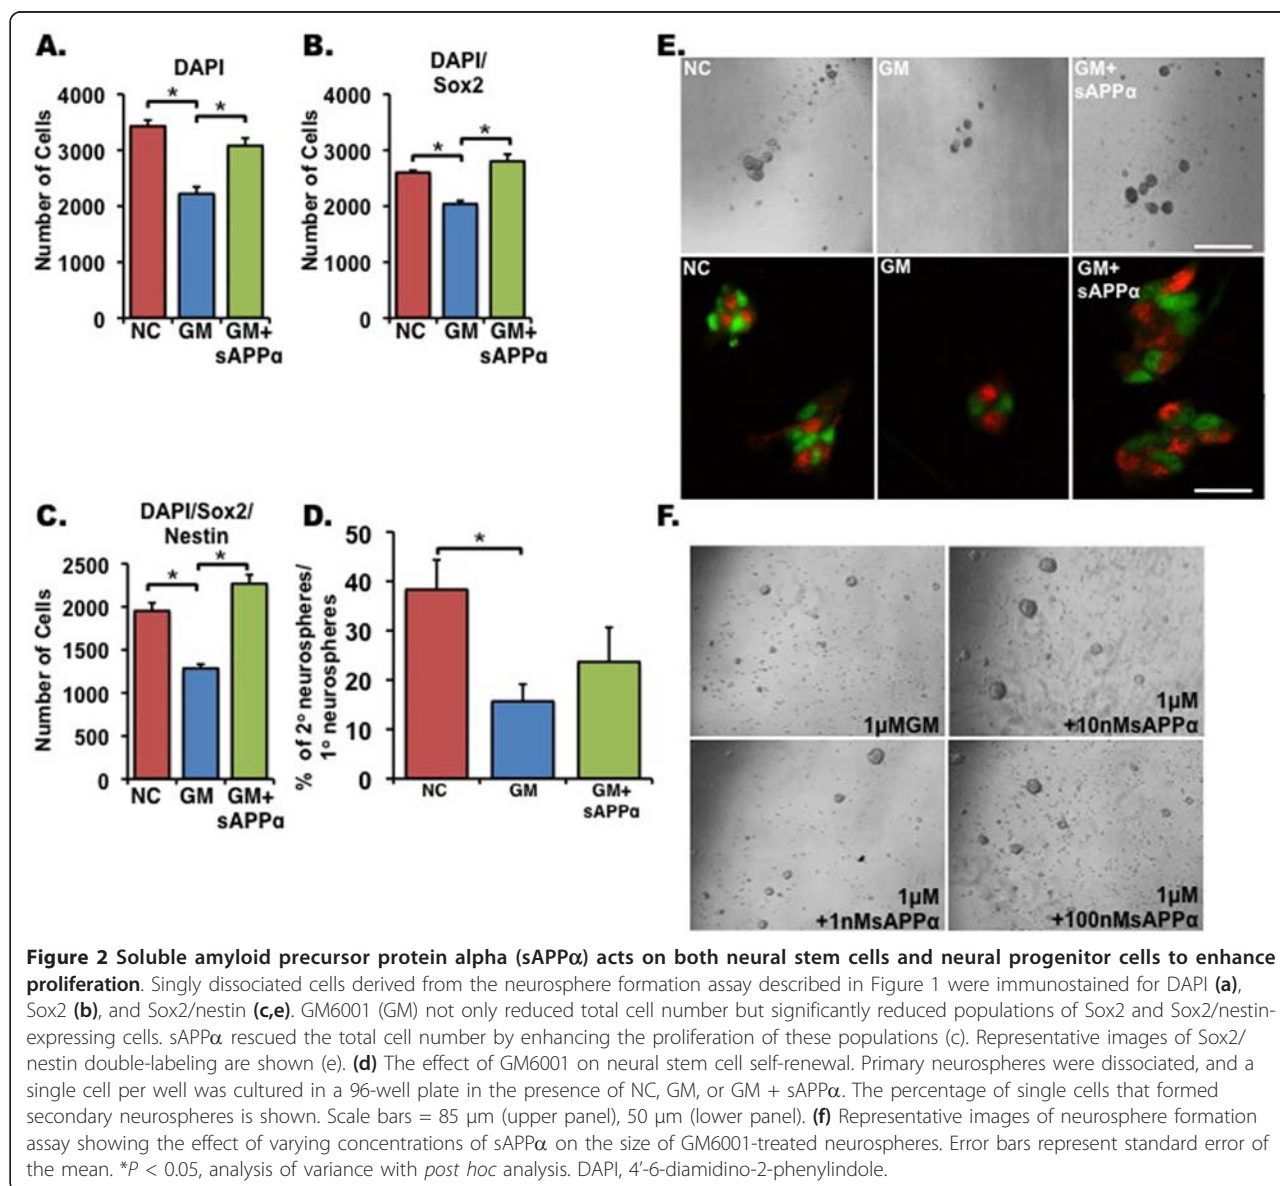 A.
DAPI
Number of Cells
4000
3000
2000
1000
0
*
*
NC
GM
GM+
sAPPα
B.
DAPI/
Sox2
Number of Cells
4000
3000
2000
1000
0
*
*
NC
GM
GM+
sAPPα
C.
DAPI/Sox2/
Nestin
Number of Cells
2500
2000
1500
1000
500
0
*
*
NC
GM
GM+
sAPPα
D.
% of 2° neurospheres/
1° neurospheres
50
40
30
20
10
0
*
NC
GM
GM+
sAPPα
E.
NC
GM
GM+
sAPPα
NC
GM
GM+
sAPPα
F.
1µMGM
1µM
+10nMsAPPα
1µM
+1nMsAPPα
1µM
+100nMsAPPα
Figure 2 Soluble amyloid precursor protein alpha (sAPPα) acts on both neural stem cells and neural progenitor cells to enhance
proliferation. Singly dissociated cells derived from the neurosphere formation assay described in Figure 1 were immunostained for DAPI (a),
Sox2 (b), and Sox2/nestin (c,e). GM6001 (GM) not only reduced total cell number but significantly reduced populations of Sox2 and Sox2/nestin-
expressing cells. sAPPα rescued the total cell number by enhancing the proliferation of these populations (c). Representative images of Sox2/
nestin double-labeling are shown (e). (d) The effect of GM6001 on neural stem cell self-renewal. Primary neurospheres were dissociated, and a
single cell per well was cultured in a 96-well plate in the presence of NC, GM, or GM + sAPPα. The percentage of single cells that formed
secondary neurospheres is shown. Scale bars = 85 µm (upper panel), 50 µm (lower panel). (f) Representative images of neurosphere formation
assay showing the effect of varying concentrations of sAPPα on the size of GM6001-treated neurospheres. Error bars represent standard error of
the mean. *P < 0.05, analysis of variance with post hoc analysis. DAPI, 4′-6-diamidino-2-phenylindole.